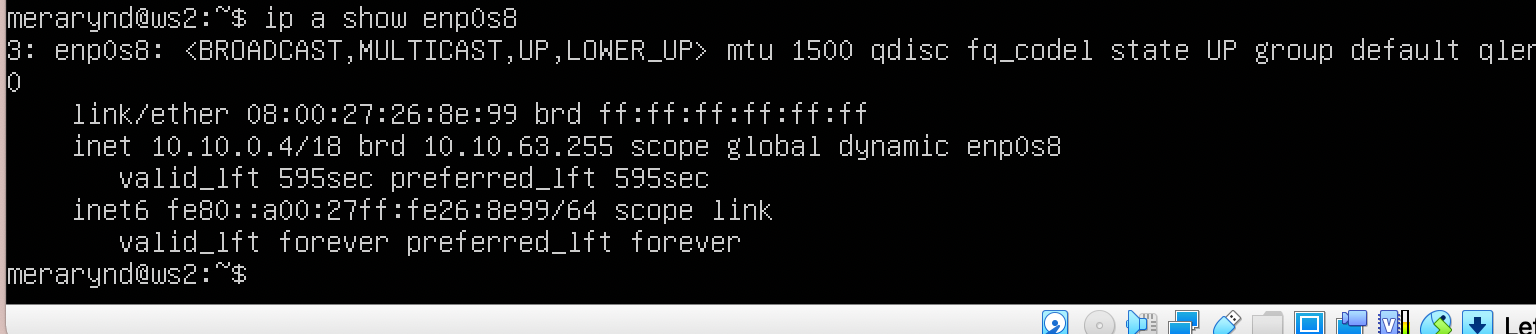 merarynd@ws2:~$ ip a show enp0s8
3: enp0s8: <BROADCAST,MULTICAST,UP,LOWER_UP> mtu 1500 qdisc fq_codel state UP group default qlen
0
    link/ether 08:00:27:26:8e:99 brd ff:ff:ff:ff:ff:ff
    inet 10.10.0.4/18 brd 10.10.63.255 scope global dynamic enp0s8
       valid_lft 595sec preferred_lft 595sec
    inet6 fe80::a00:27ff:fe26:8e99/64 scope link
       valid_lft forever preferred_lft forever
merarynd@ws2:~$
Le